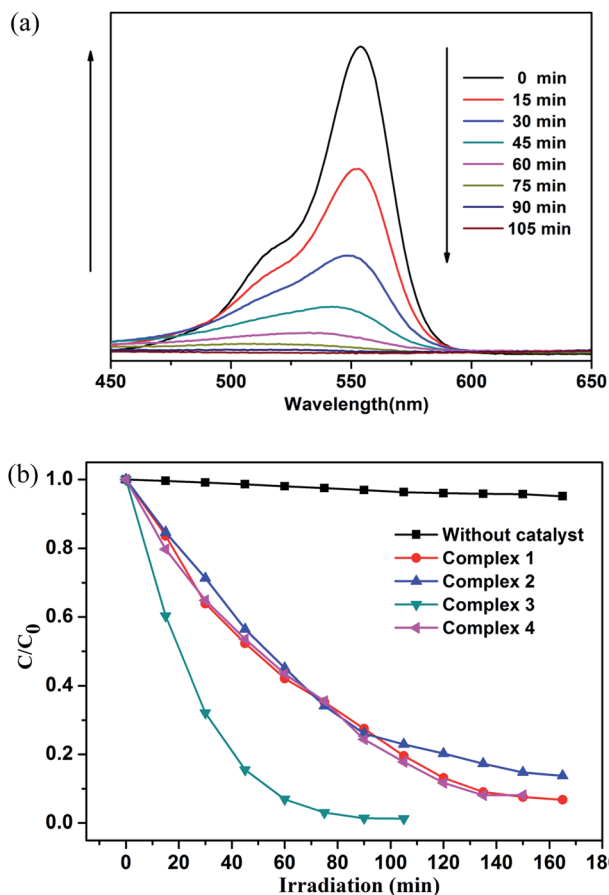 (a)
0 min
15 min
30 min
45 min
60 min
75 min
90 min
105 min
450 500 550 600 650
Wavelength(nm)
(b)
1.0
0.8
0.6
0.4
0.2
0.0
C/C0
Without catalyst
Complex 1
Complex 2
Complex 3
Complex 4
0 20 40 60 80 100 120 140 160 180
Irradiation (min)